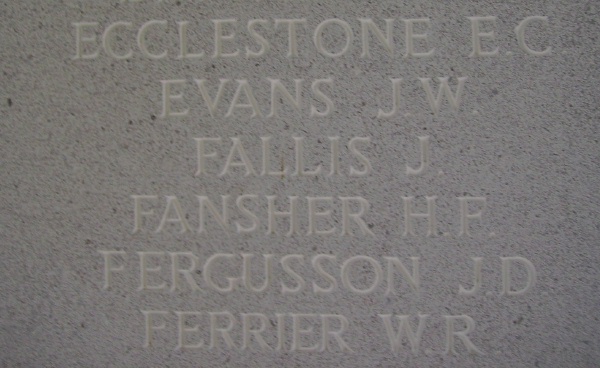 ECCLESTONE E.C
EVANS J.W.
FALLIS J.
FANSHER H.F.
FERGUSSON J.D
FERRIER W.R.